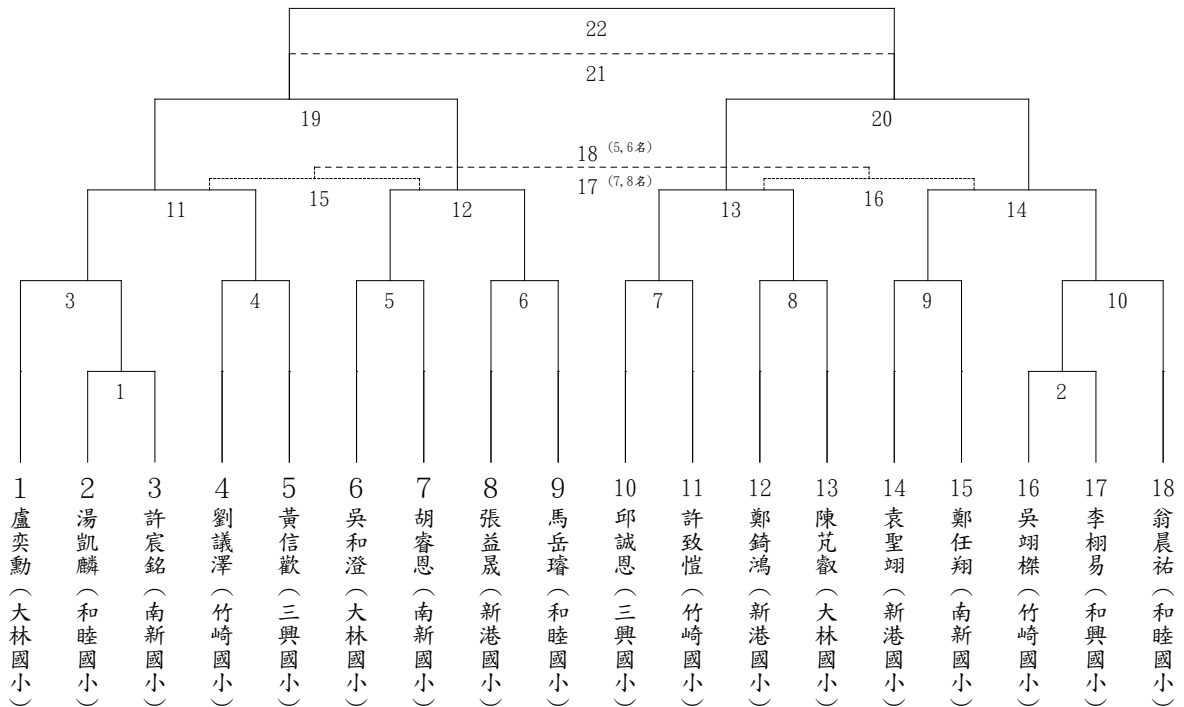 22
21
19
20
18 (5,6名)
17 (7,8名)
11
15
12
13
16
14
3
4
5
6
7
8
9
10
1
2
1 盧奕勳（大林國小）
2 湯凱麟（和睦國小）
3 許宸銘（南新國小）
4 劉議澤（竹崎國小）
5 黃信歡（三興國小）
6 吳和澄（大林國小）
7 胡睿恩（南新國小）
8 張益晟（新港國小）
9 馬岳璿（和睦國小）
10 邱誠恩（三興國小）
11 許致愷（竹崎國小）
12 鄭錡鴻（新港國小）
13 陳芃叡（大林國小）
14 袁聖翊（新港國小）
15 鄭任翔（南新國小）
16 吳翊榤（竹崎國小）
17 李栩易（和興國小）
18 翁晨祐（和睦國小）